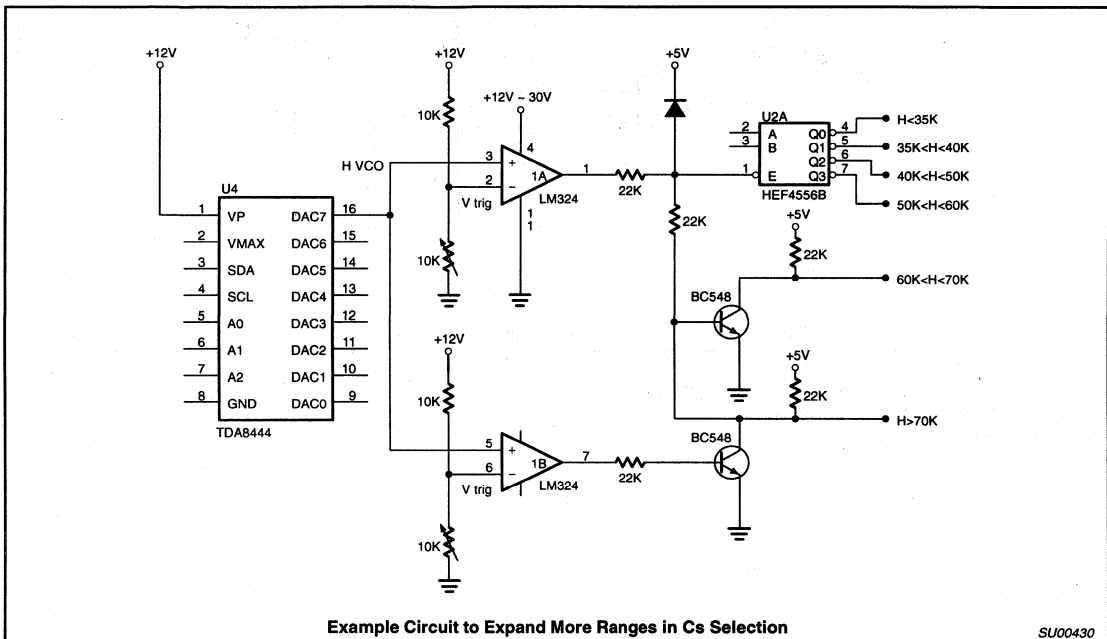 +12V
+12V
+5V
+12V ~ 30V
10K
4
H VCO
3
+
1A
2
−
V trig
LM324
1
1
1
22K
U2A
2
A
3
B
1
E
Q0
4
Q1
5
Q2
6
Q3
7
HEF4556B
H<35K
35K<H<40K
40K<H<50K
50K<H<60K
U4
1
VP
DAC7
16
2
VMAX
DAC6
15
3
SDA
DAC5
14
4
SCL
DAC4
13
5
A0
DAC3
12
6
A1
DAC2
11
7
A2
DAC1
10
8
GND
DAC0
9
TDA8444
10K
22K
+5V
22K
60K<H<70K
BC548
+12V
10K
5
+
1B
6
−
V trig
LM324
7
22K
+5V
22K
H>70K
BC548
10K
Example Circuit to Expand More Ranges in Cs Selection
SU00430